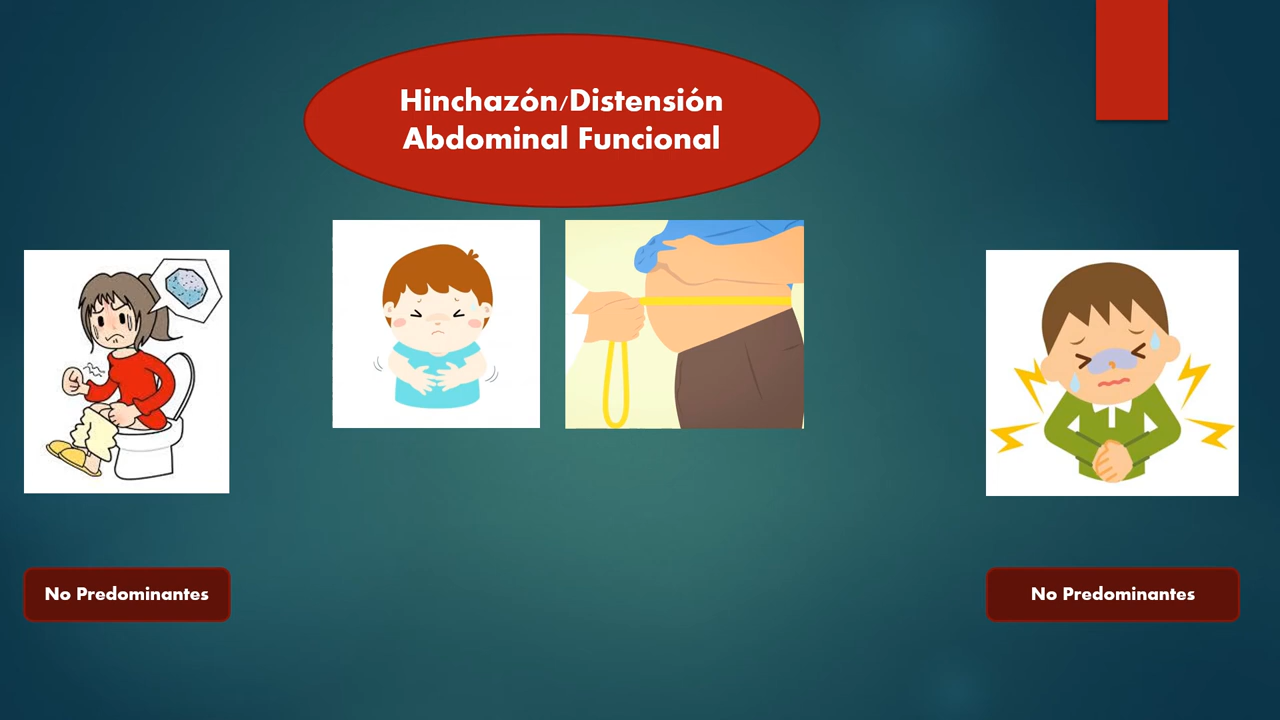 Hinchazón/Distensión
Abdominal Funcional
No Predominantes
No Predominantes